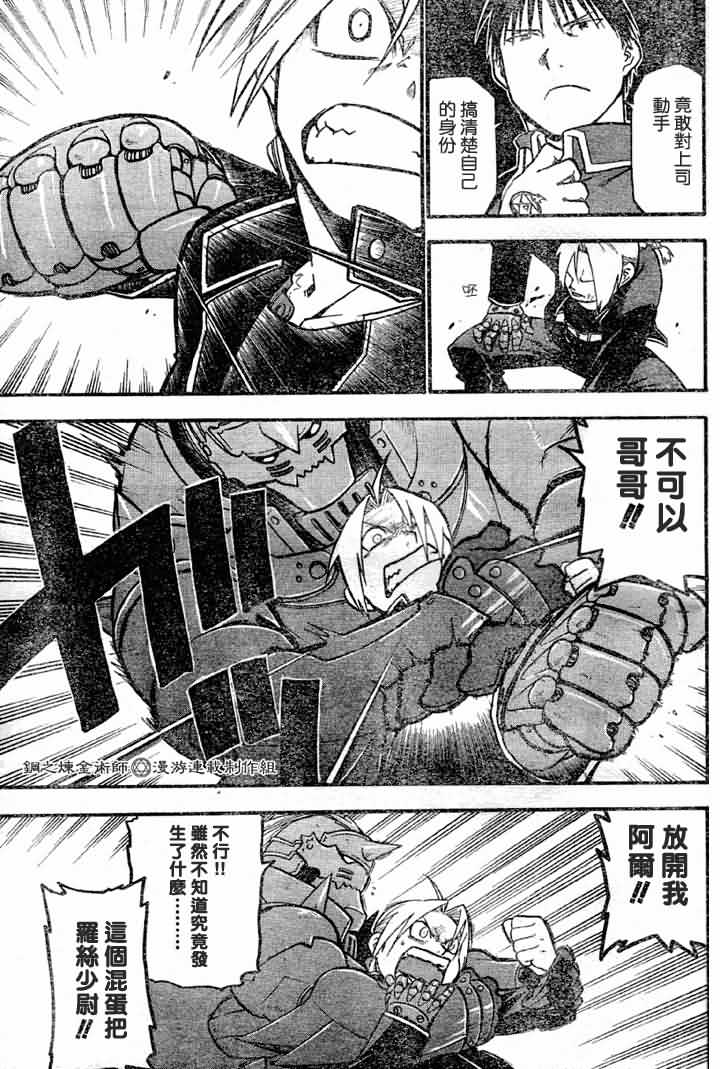 竟敢對上司
動手
搞清楚自己
的身份
呸
不可以
哥哥!!
鋼之煉金術師
漫游連載制作組
放開我
阿爾!!
不行!!
雖然不知道究竟發
生了什麼………
這個混蛋把
羅絲少尉!!